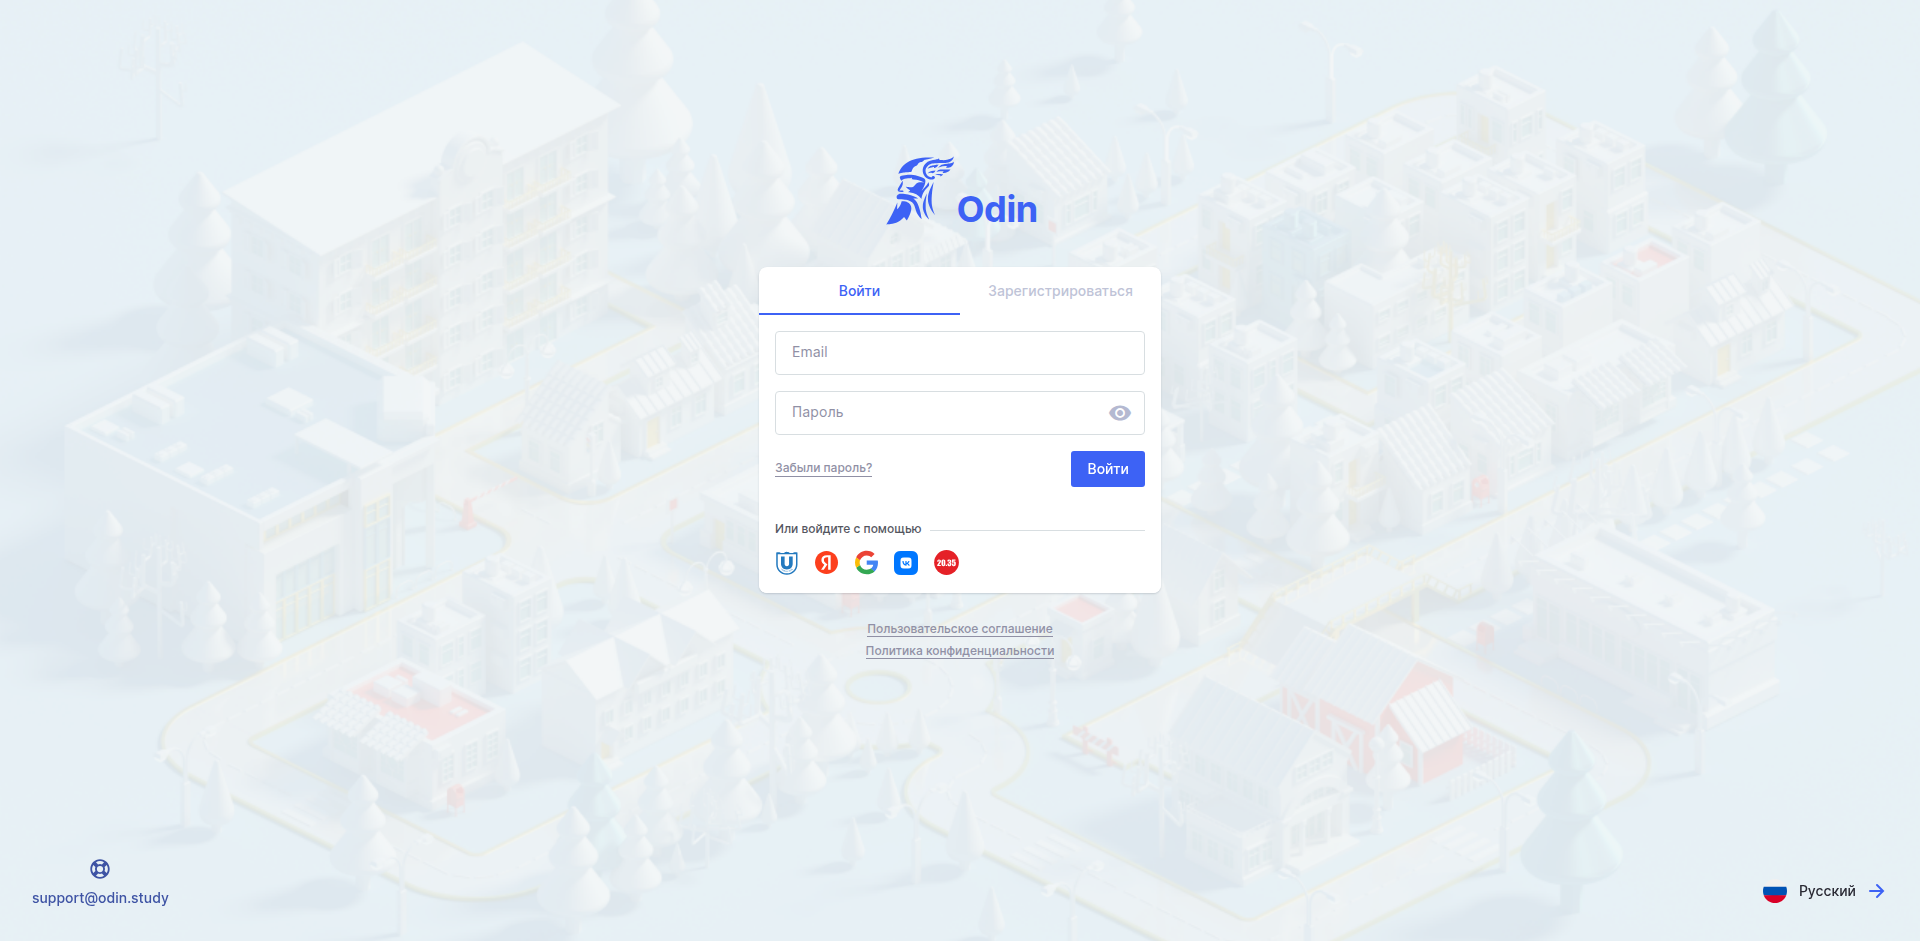 Odin
Войти
Зарегистрироваться
Email
Пароль
Забыли пароль?
Войти
Или войдите с помощью
U
Я
G
VK
20.35
Пользовательское соглашение
Политика конфиденциальности
support@odin.study
Русский